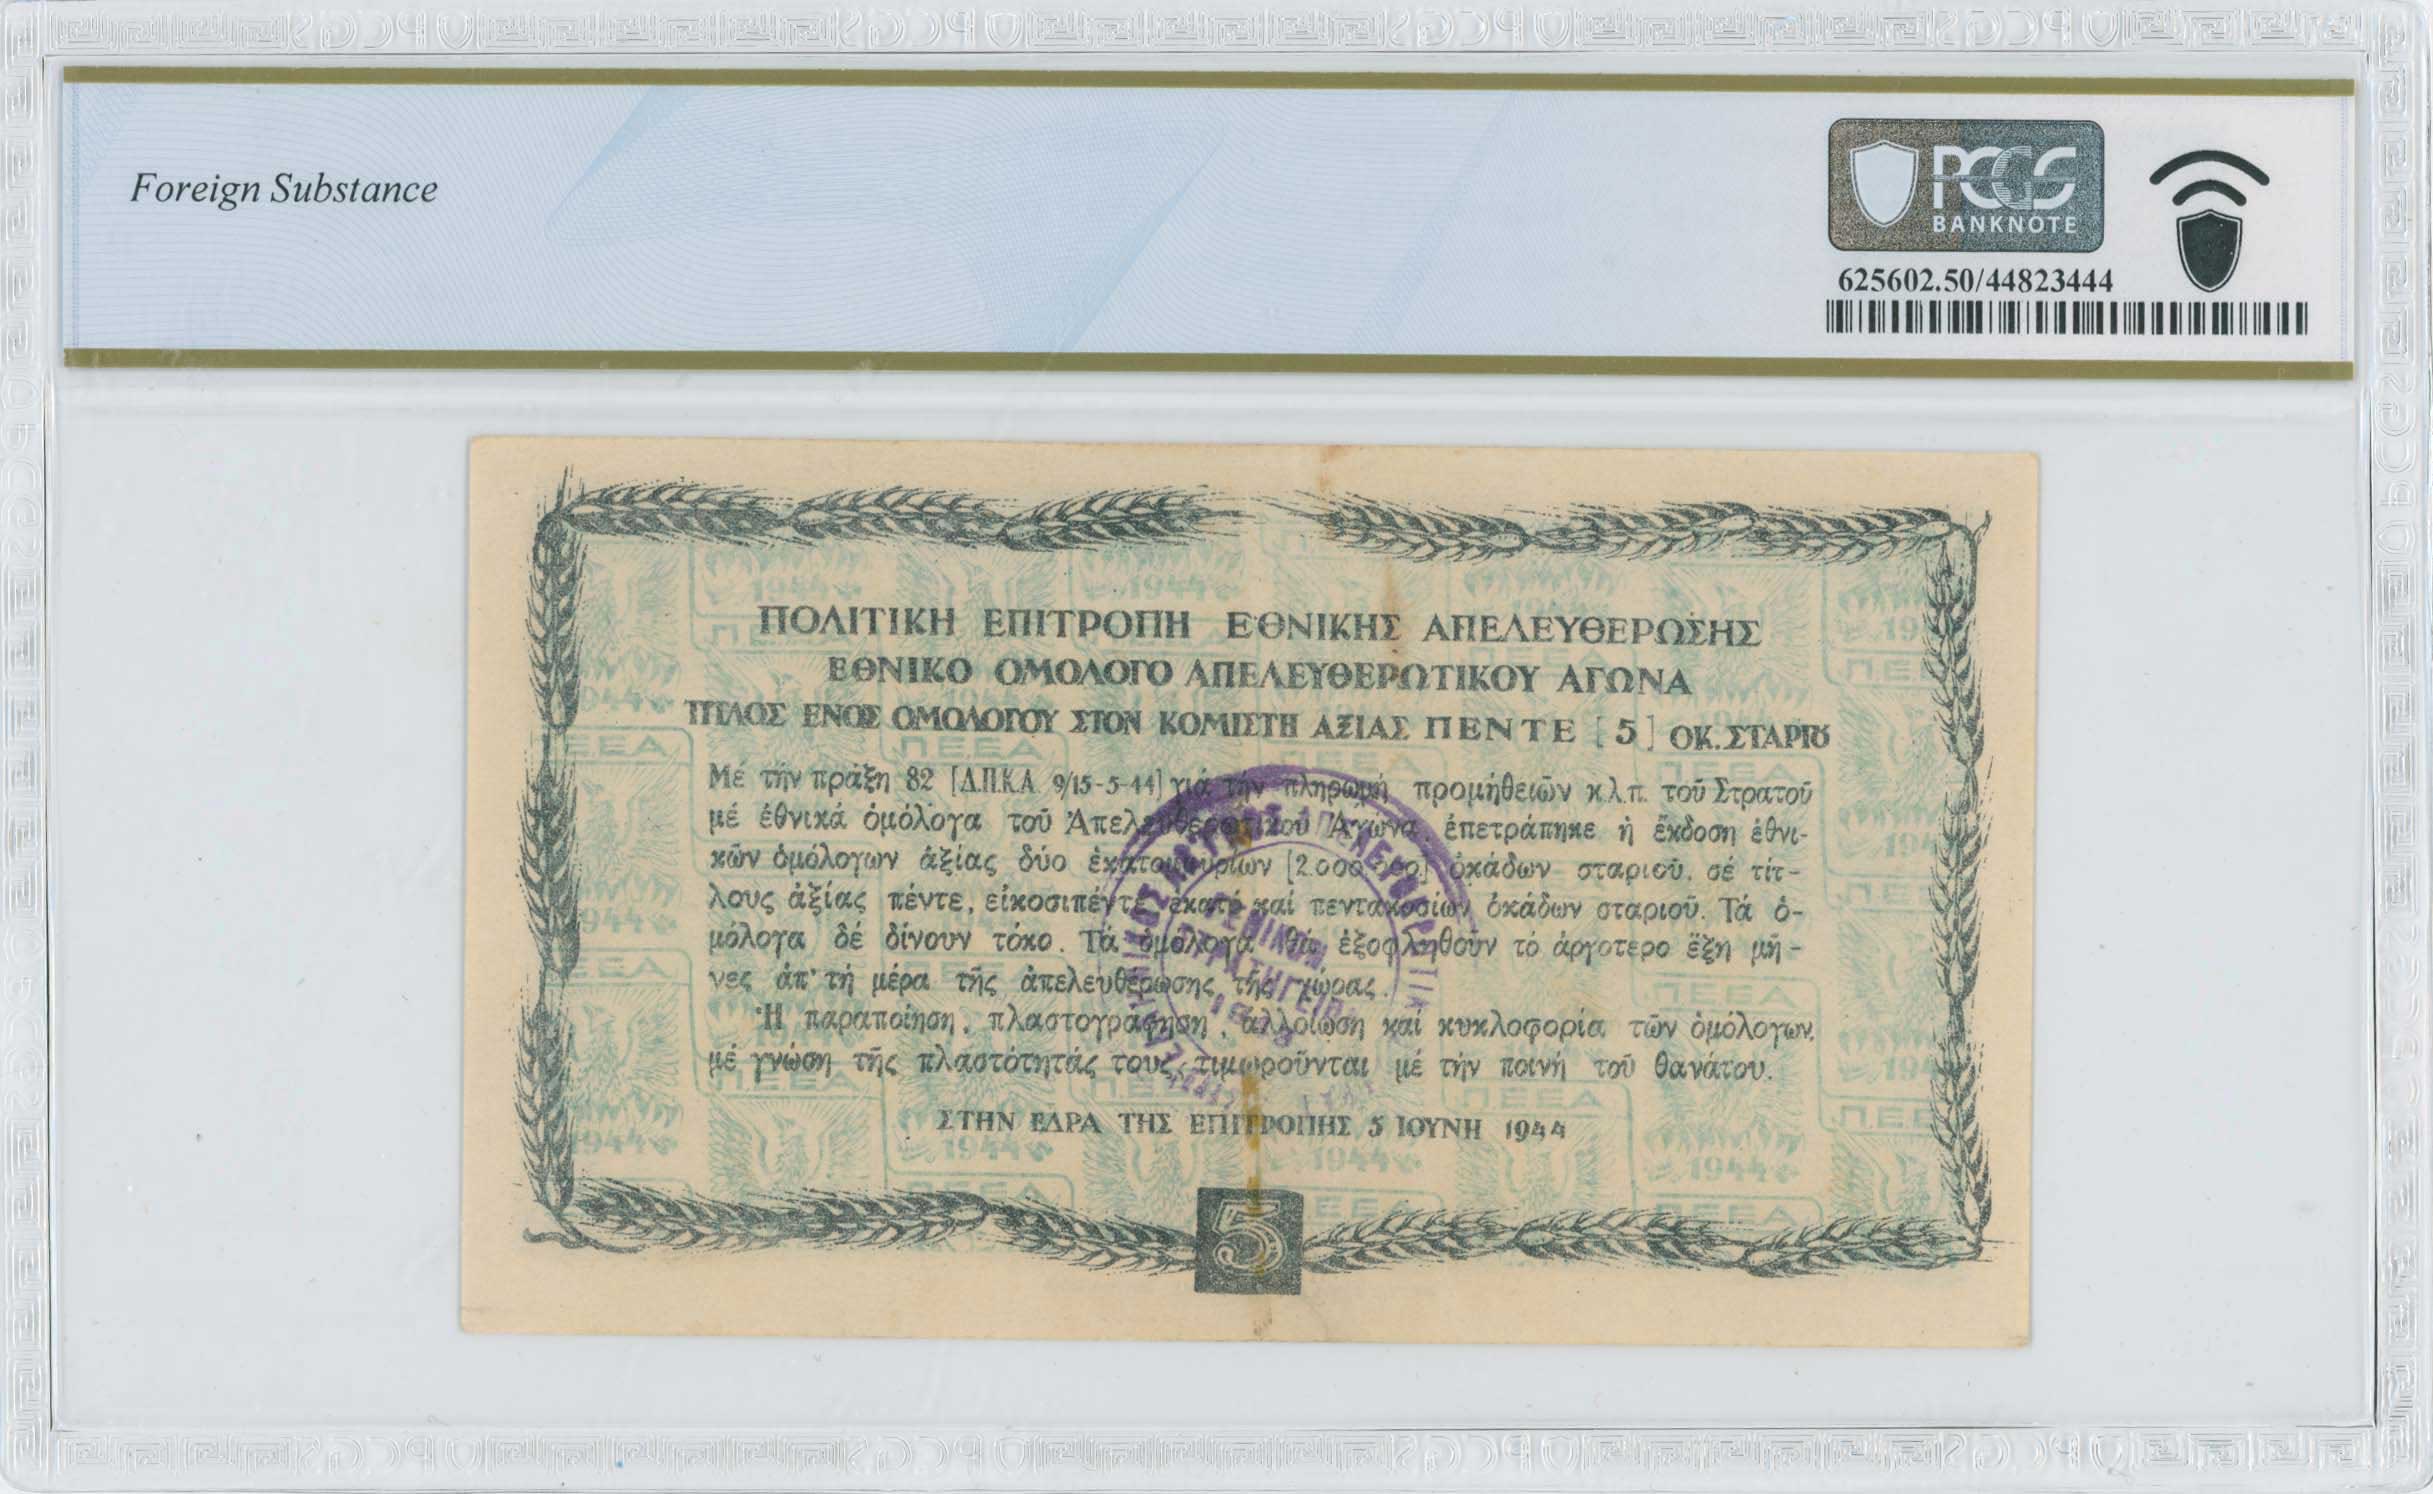 Foreign Substance
PCGS
BANKNOTE
625602.50/44823444
ΠΟΛΙΤΙΚΗ ΕΠΙΤΡΟΠΗ ΕΘΝΙΚΗΣ ΑΠΕΛΕΥΘΕΡΩΣΗΣ
ΕΘΝΙΚΟ ΟΜΟΛΟΓΟ ΑΠΕΛΕΥΘΕΡΩΤΙΚΟΥ ΑΓΩΝΑ
ΤΙΤΛΟΣ ΕΝΟΣ ΟΜΟΛΟΓΟΥ ΣΤΟΝ ΚΟΜΙΣΤΗ ΑΞΙΑΣ ΠΕΝΤΕ [5] ΟΚ. ΣΤΑΡΙȢ
Μέ τήν πράξη 82 [Δ.Π.Κ.Α. 9/15-5-44] γιά τήν πληρωμή προμήθειῶν κ.λ.π. τοῦ Στρατοῦ
μέ ἐθνικά ὁμόλογα τοῦ Ἀπελευθερωτικοῦ Ἀγώνα, ἐπετράπηκε ἡ ἔκδοση ἐθνι-
κῶν ὁμόλογων ἀξίας δύο ἑκατομμυρίων [2.000.000] ὀκάδων σταριοῦ, σέ τίτ-
λους ἀξίας πέντε, εἰκοσιπέντε, ἑκατό καί πεντακοσίων ὀκάδων σταριοῦ. Τά ὁ-
μόλογα δέ δίνουν τόκο. Τά ὁμόλογα θά ἐξοφληθοῦν τό ἀργοτερο ἕξη μῆ-
νες ἀπ' τή μέρα τῆς ἀπελευθέρωσης τῆς χώρας.
Ἡ παραποίηση, πλαστογράφηση, ἀλλοίωση καί κυκλοφορία τῶν ὁμόλογων,
μέ γνώση τῆς πλαστότητάς τους, τιμωροῦνται μέ τήν ποινή τοῦ θανάτου.
ΣΤΗΝ ΕΔΡΑ ΤΗΣ ΕΠΙΤΡΟΠΗΣ 5 ΙΟΥΝΗ 1944
5